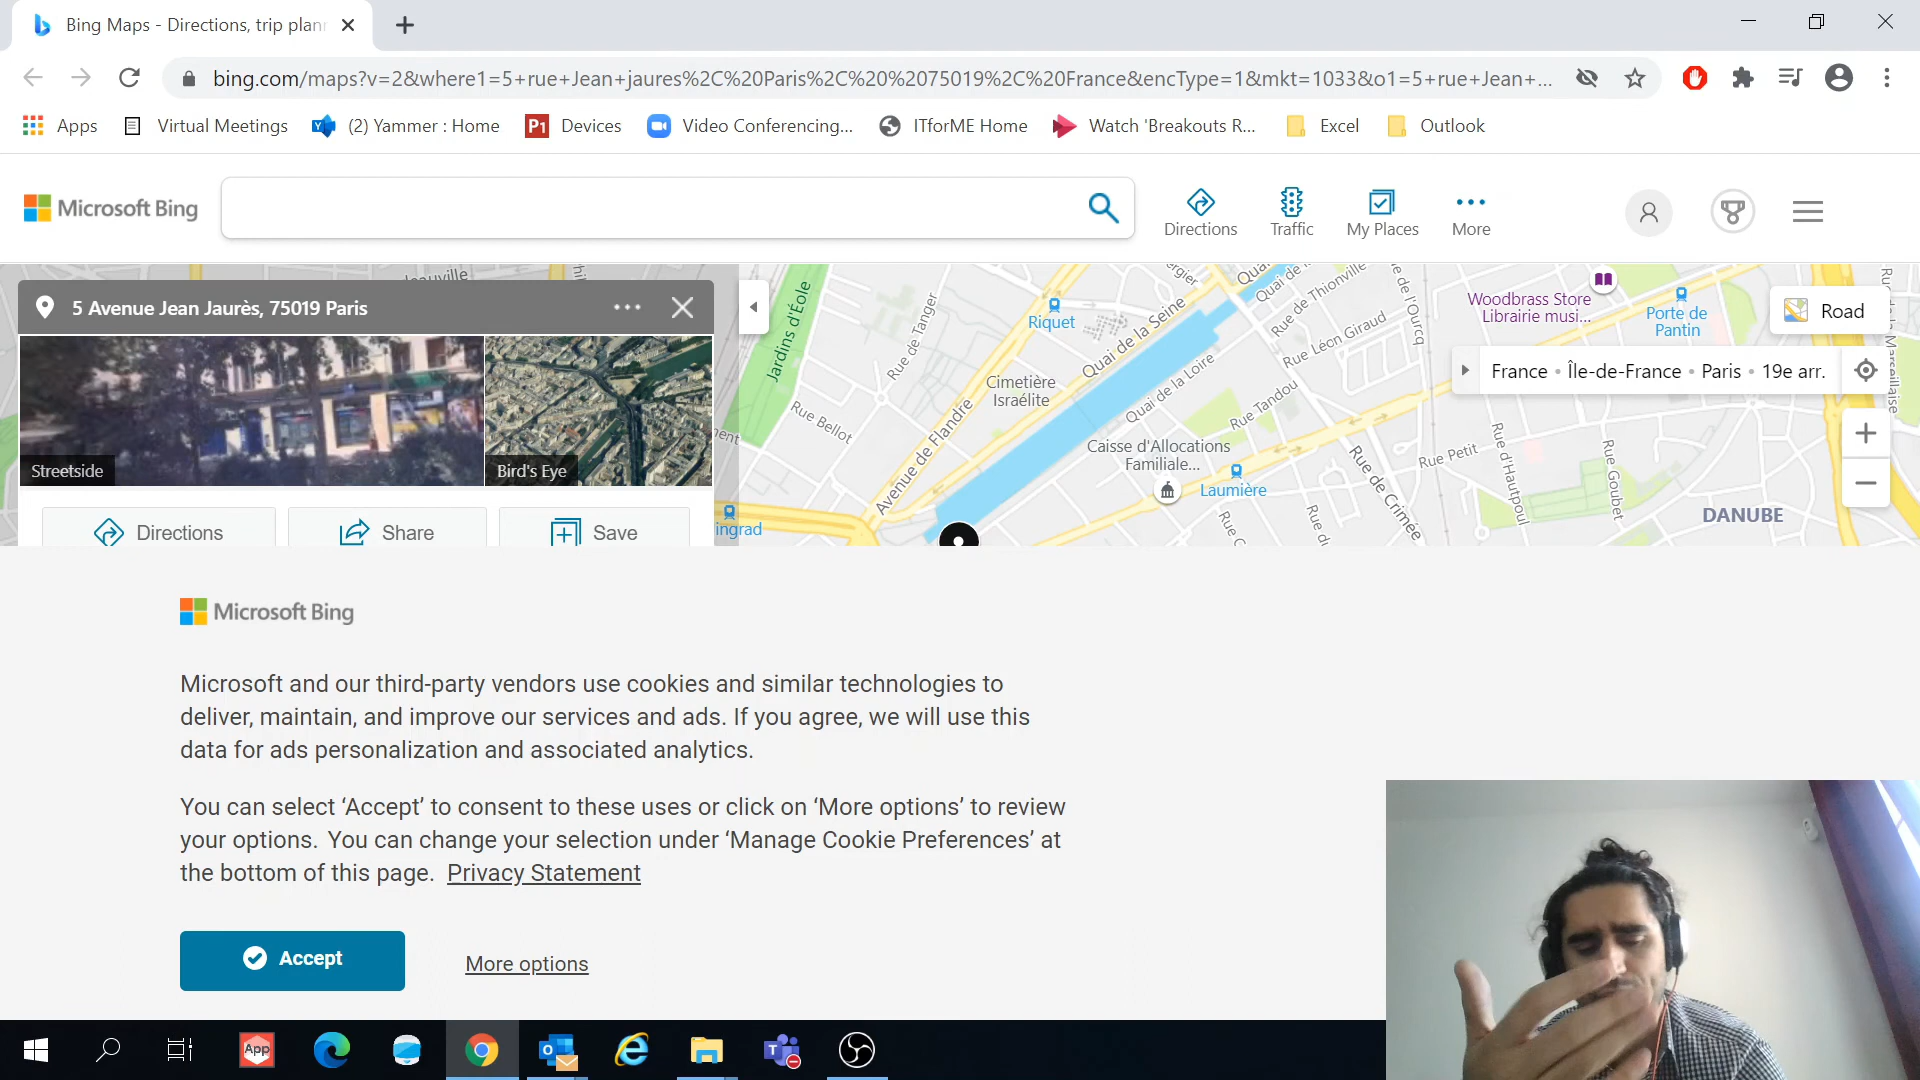 Bing Maps - Directions, trip plan
bing.com/maps?v=2&where1=5+rue+Jean+jaures%2C%20Paris%2C%20%2075019%2C%20France&encType=1&mkt=1033&o1=5+rue+Jean+...
Apps
Virtual Meetings
(2) Yammer : Home
Devices
Video Conferencing...
ITforME Home
Watch 'Breakouts R...
Excel
Outlook
Microsoft Bing
Directions
Traffic
My Places
More
5 Avenue Jean Jaurès, 75019 Paris
Streetside
Bird's Eye
Directions
Share
Save
Jardins d'Éole
Rue de Tanger
Riquet
Quai de la Seine
Quai de la Loire
Rue de Thionville
Rue Léon Giraud
Rue Tandou
Cimetière
Israélite
Rue Bellot
Avenue de Flandre
Caisse d'Allocations
Familiale...
Laumière
Rue de Crimée
Rue Petit
Rue d'Hautpoul
Rue Goubet
DANUBE
Woodbrass Store
Librairie musi...
Porte de
Pantin
Road
France • Île-de-France • Paris • 19e arr.
Microsoft Bing
Microsoft and our third-party vendors use cookies and similar technologies to
deliver, maintain, and improve our services and ads. If you agree, we will use this
data for ads personalization and associated analytics.
You can select ‘Accept’ to consent to these uses or click on ‘More options’ to review
your options. You can change your selection under ‘Manage Cookie Preferences’ at
the bottom of this page. Privacy Statement
Accept
More options
App